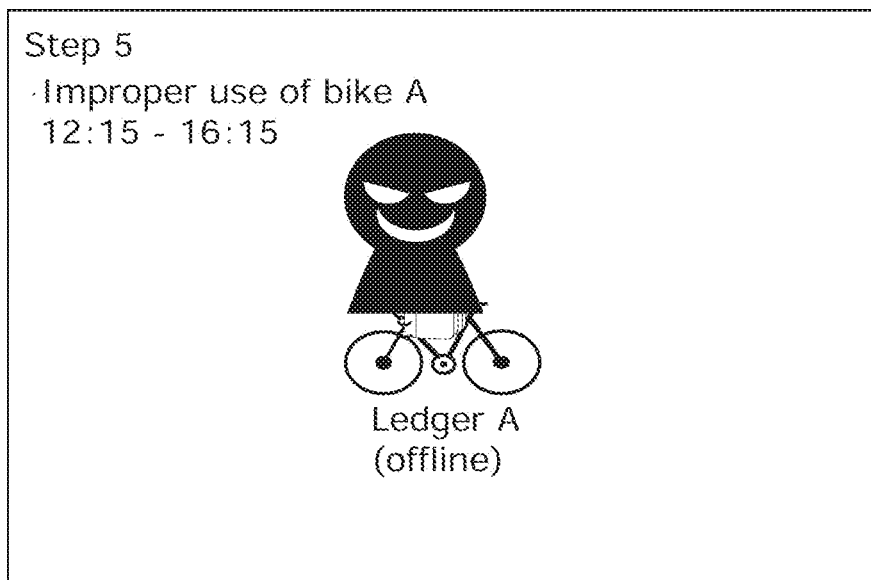 Step 5
·Improper use of bike A
12:15 - 16:15
Ledger A
(offline)